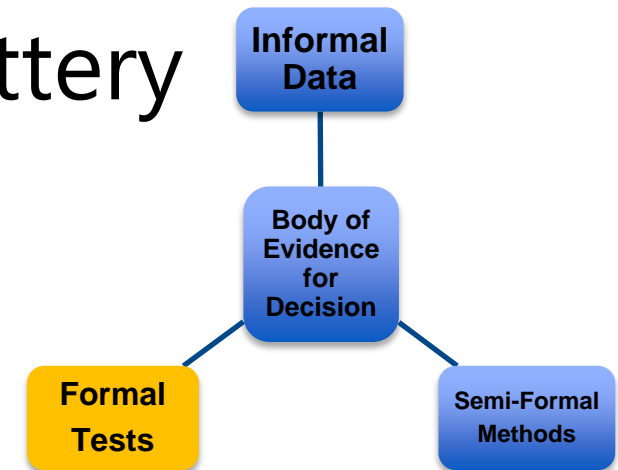 ttery
Informal
Data
Body of
Evidence
for
Decision
Formal
Tests
Semi-Formal
Methods